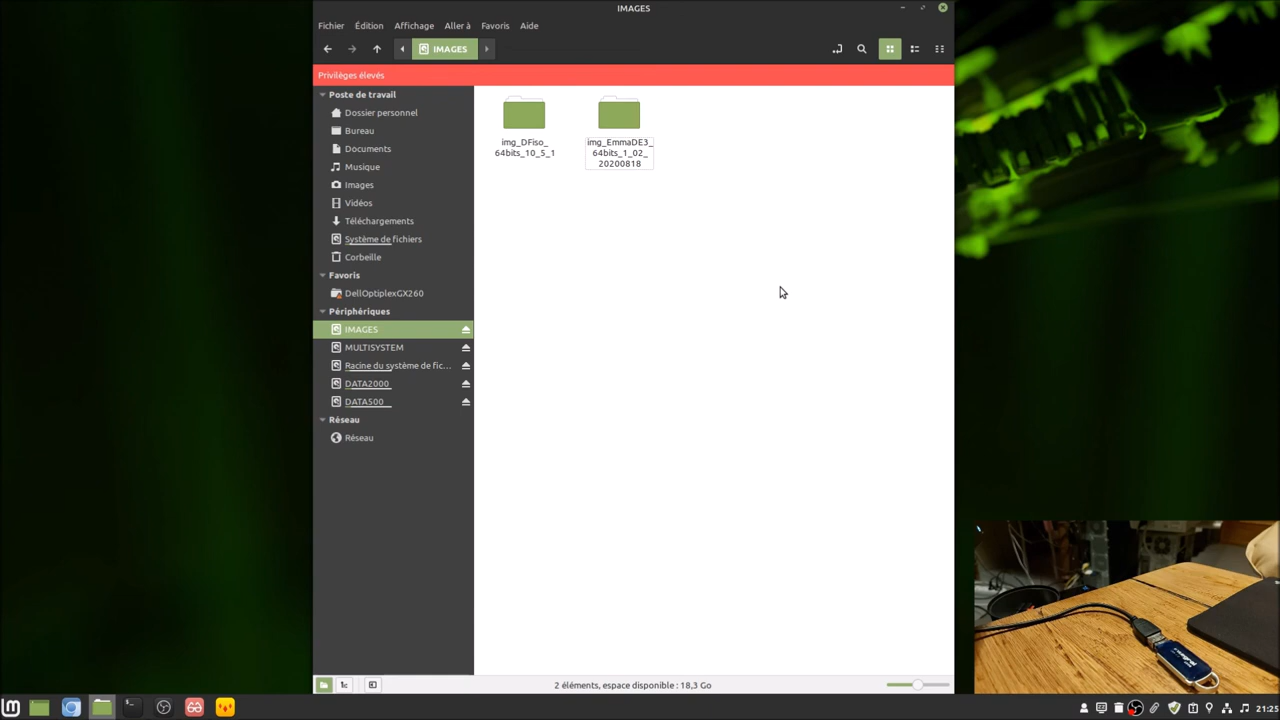 IMAGES
Fichier Édition Affichage Aller à Favoris Aide
IMAGES
Privilèges élevés
Poste de travail
Dossier personnel
Bureau
Documents
Musique
Images
Vidéos
Téléchargements
Système de fichiers
Corbeille
Favoris
DellOptiplexGX260
Périphériques
IMAGES
MULTISYSTEM
Racine du système de fic...
DATA2000
DATA500
Réseau
Réseau
img_DFiso_
64bits_10_5_1
img_EmmaDE3_
64bits_1_02_
20200818
2 éléments, espace disponible : 18,3 Go
21:25